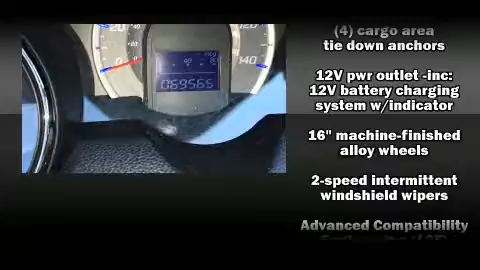 (4) cargo area
tie down anchors
12V pwr outlet -inc:
12V battery charging
system w/indicator
16" machine-finished
alloy wheels
2-speed intermittent
windshield wipers
Advanced Compatibility
20
0
120
140
069565